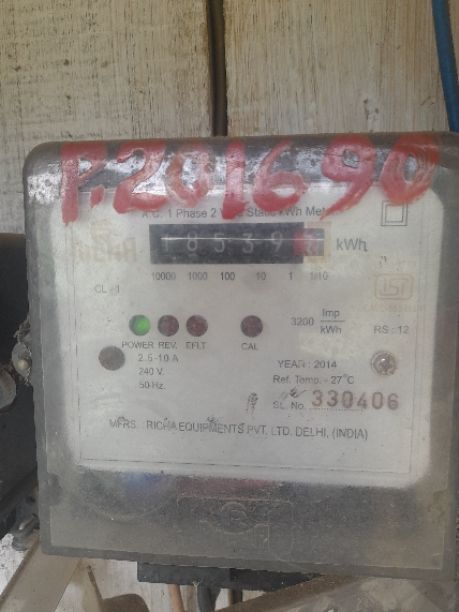 P.201690
A.C. 1 Phase 2 Static kWh Meter
18539 kWh
10000 1000 100 10 1 1/10
CL : 1
3200 Imp/kWh
RS : 12
POWER REV. EFLT CAL
2.5-10 A
240 V.
50 Hz.
YEAR : 2014
Ref. Temp. - 27°C
SL. No. 330406
MFRS. : RICHA EQUIPMENTS PVT. LTD. DELHI, (INDIA)